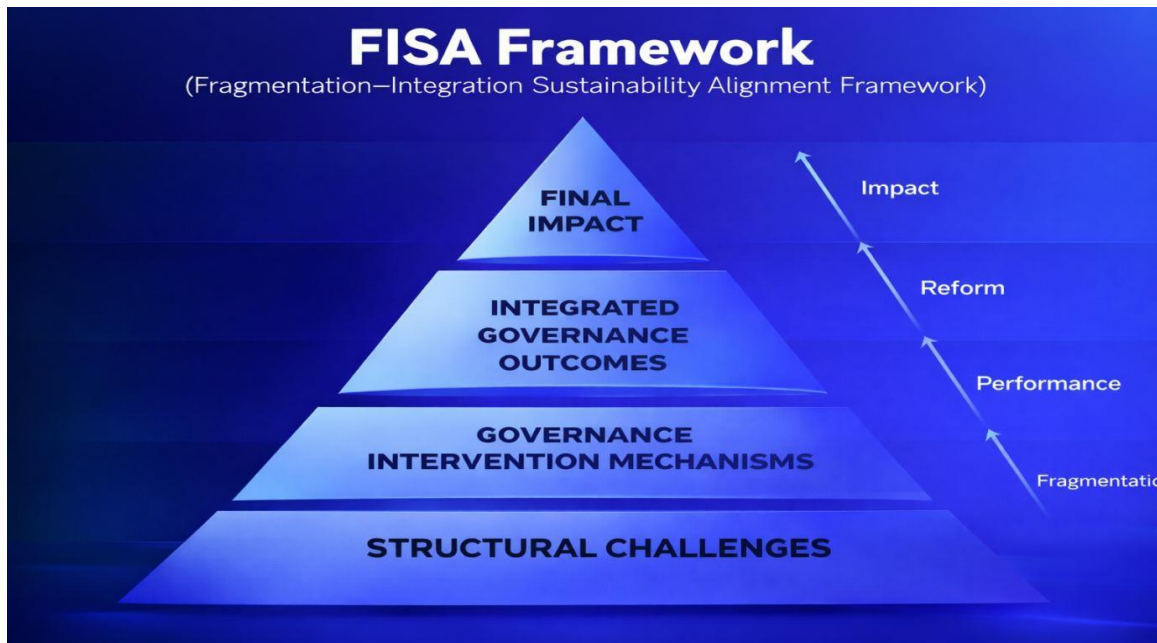 FISA Framework
(Fragmentation–Integration Sustainability Alignment Framework)
FINAL
IMPACT
INTEGRATED
GOVERNANCE
OUTCOMES
GOVERNANCE
INTERVENTION MECHANISMS
STRUCTURAL CHALLENGES
Impact
Reform
Performance
Fragmentatio